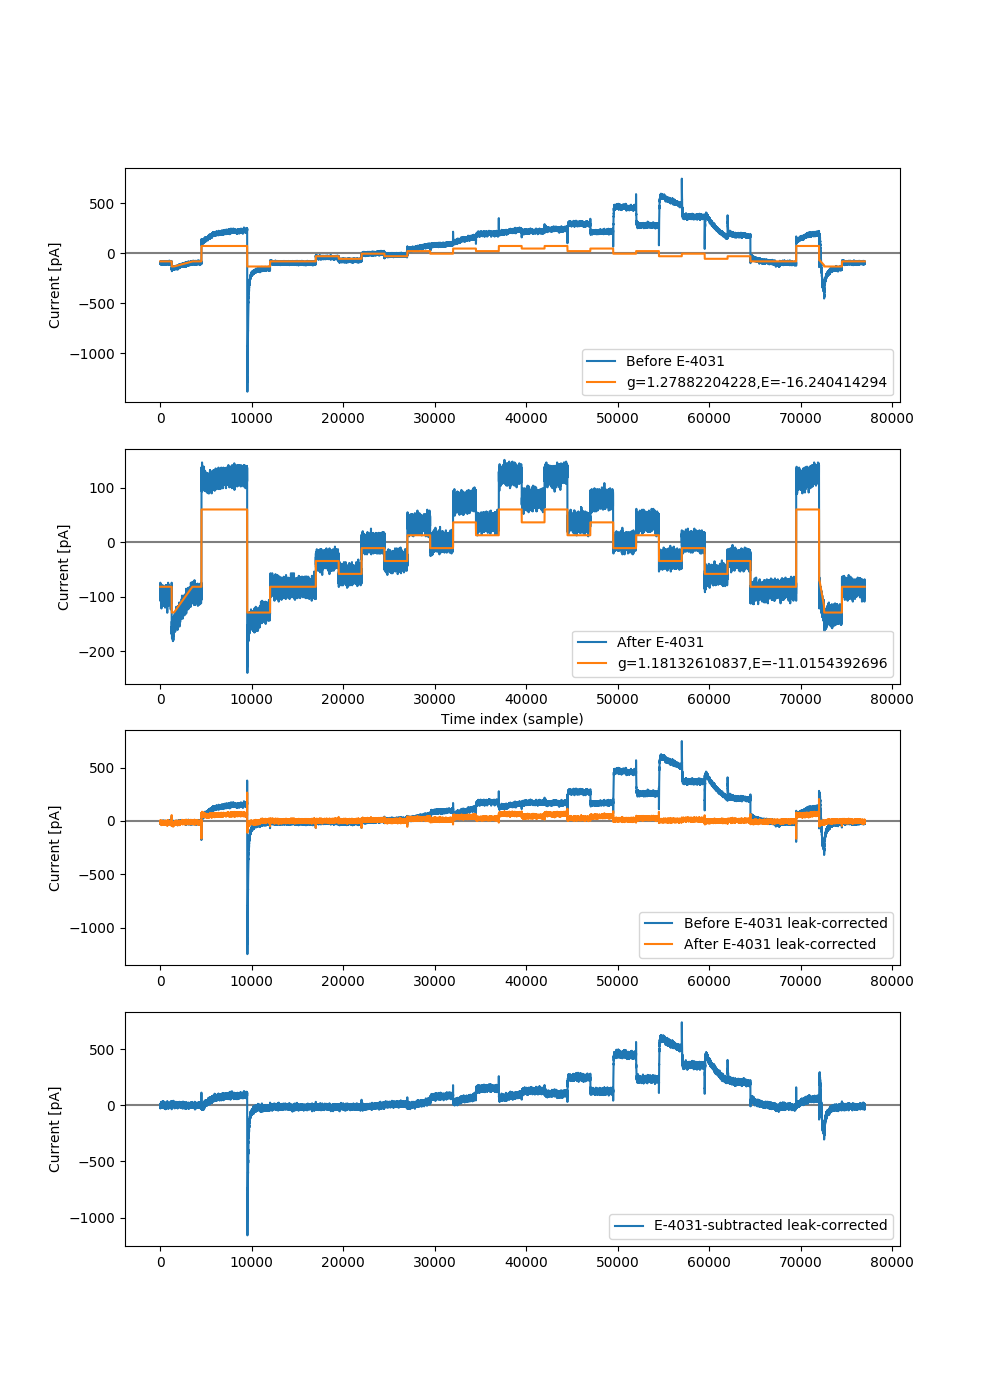 500
0
−500
−1000
Current [pA]
Before E-4031
g=1.27882204228,E=-16.240414294
0 10000 20000 30000 40000 50000 60000 70000 80000
100
0
−100
−200
Current [pA]
After E-4031
g=1.18132610837,E=-11.0154392696
0 10000 20000 30000 40000 50000 60000 70000 80000
Time index (sample)
500
0
−500
−1000
Current [pA]
Before E-4031 leak-corrected
After E-4031 leak-corrected
0 10000 20000 30000 40000 50000 60000 70000 80000
500
0
−500
−1000
Current [pA]
E-4031-subtracted leak-corrected
0 10000 20000 30000 40000 50000 60000 70000 80000